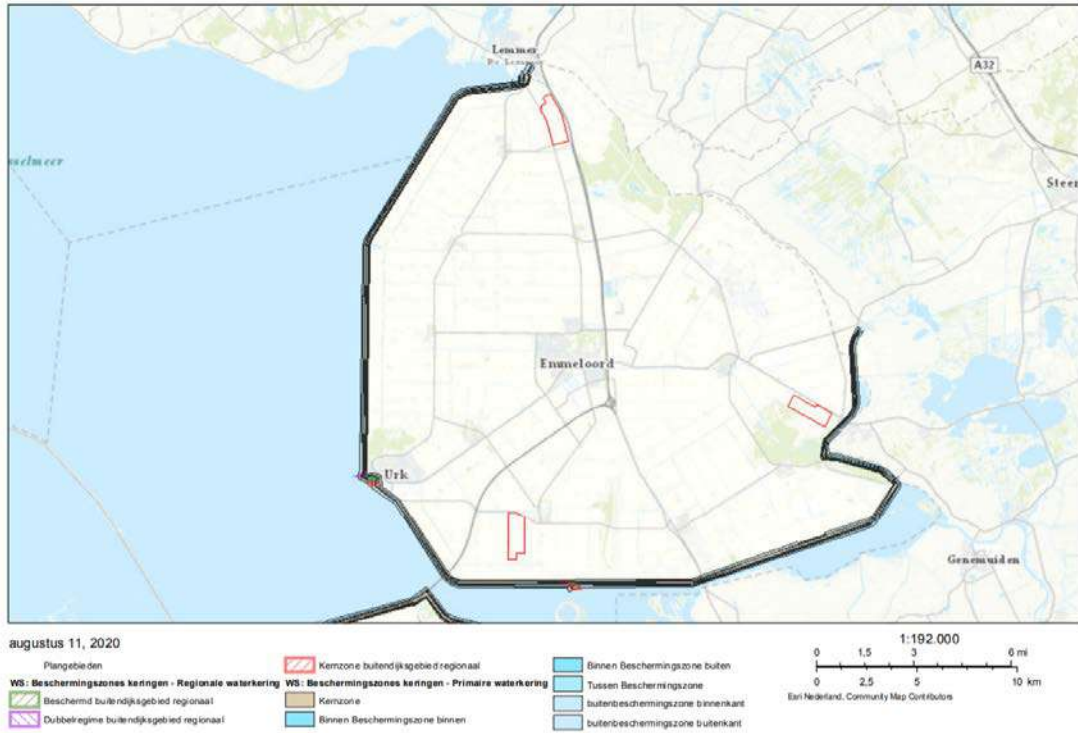 Lemmer
De Lemmer
A32
sselmeer
Steen
Emmeloord
Urk
Genemuiden
augustus 11, 2020
Plangebieden
WS: Beschermingszones keringen - Regionale waterkering
Beschermd buitendijksgebied regionaal
Dubbelregime buitendijksgebied regionaal
Kernzone buitendijksgebied regionaal
WS: Beschermingszones keringen - Primaire waterkering
Kernzone
Binnen Beschermingszone binnen
Binnen Beschermingszone buiten
Tussen Beschermingszone
buitenbeschermingszone binnenkant
buitenbeschermingszone buitenkant
1:192.000
0 1,5 3 6 mi
0 2,5 5 10 km
Esri Nederland, Community Map Contributors